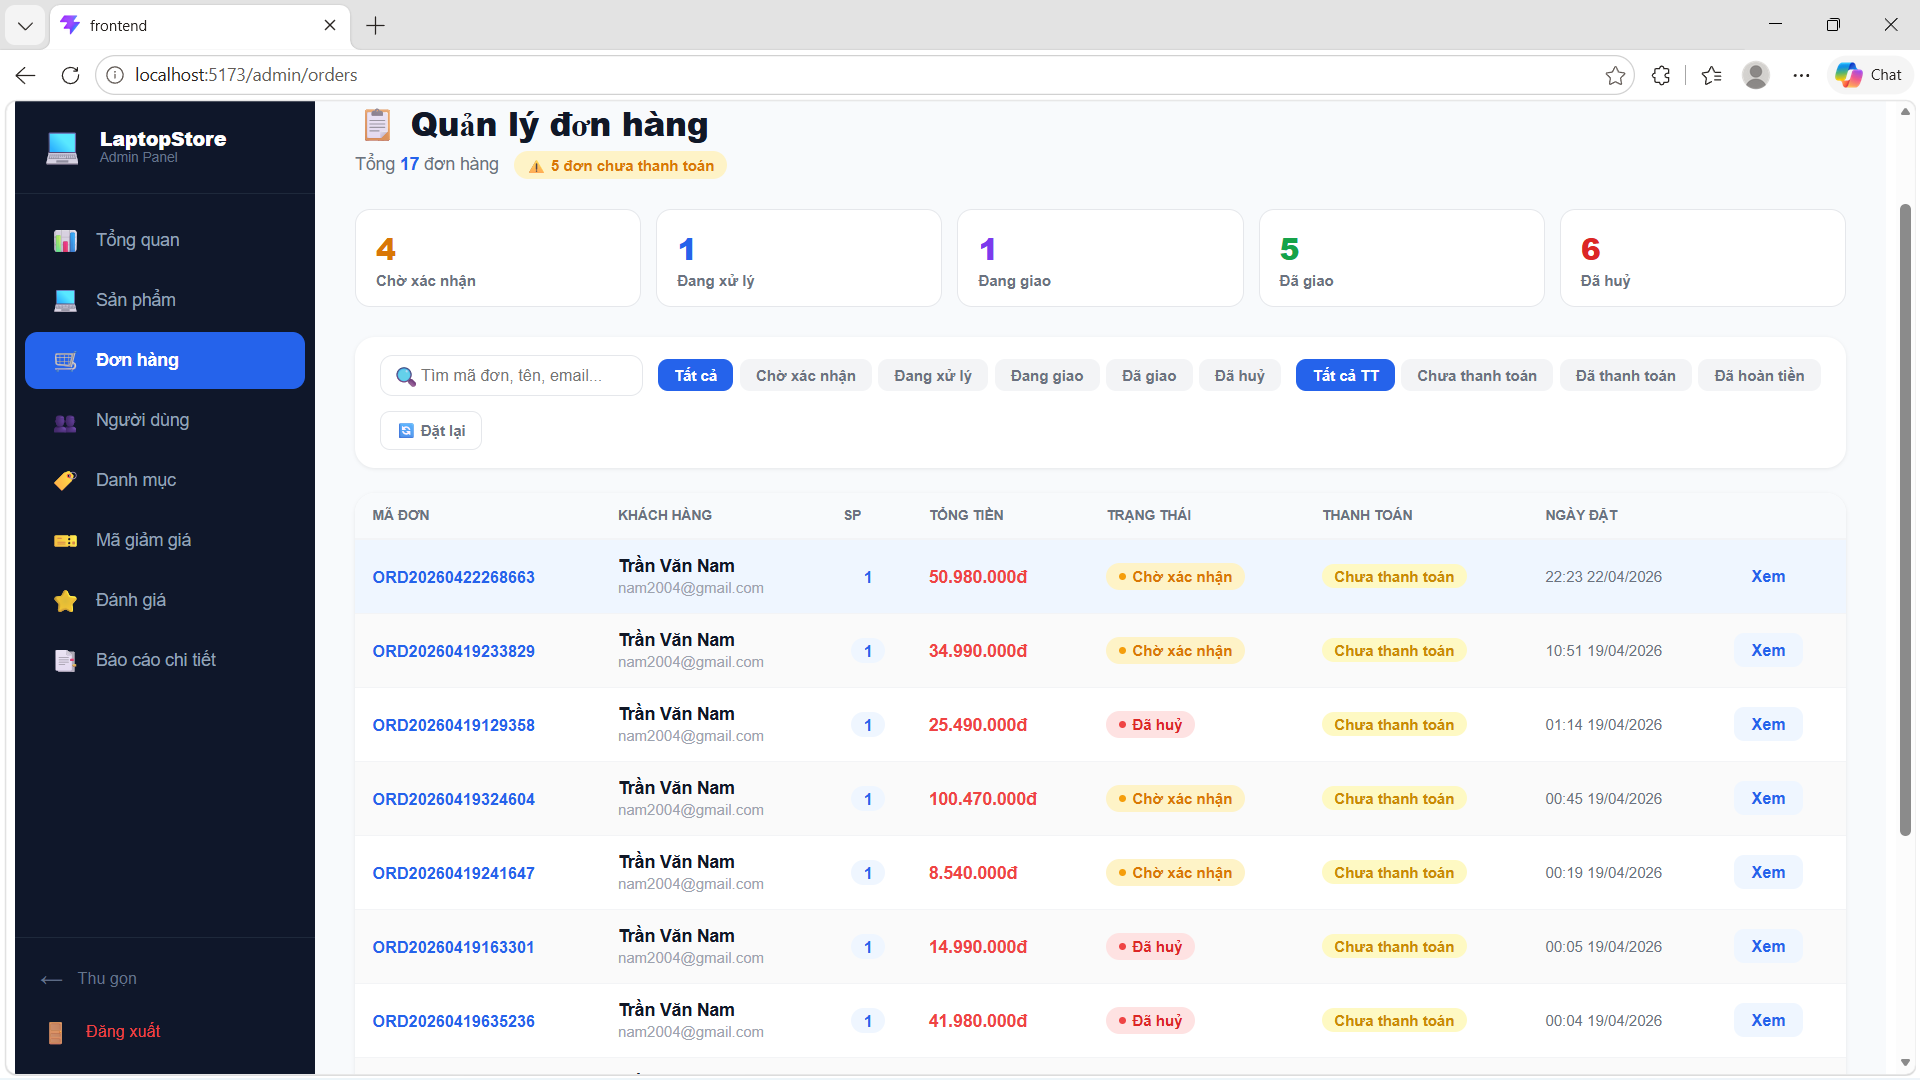 frontend
localhost:5173/admin/orders
Chat
LaptopStore
Admin Panel
Tổng quan
Sản phẩm
Đơn hàng
Người dùng
Danh mục
Mã giảm giá
Đánh giá
Báo cáo chi tiết
Thu gọn
Đăng xuất
Quản lý đơn hàng
Tổng 17 đơn hàng 5 đơn chưa thanh toán
4 1 1 5 6
Chờ xác nhận Đang xử lý Đang giao Đã giao Đã huỷ
Tìm mã đơn, tên, email... Tất cả Chờ xác nhận Đang xử lý Đang giao Đã giao Đã huỷ Tất cả TT Chưa thanh toán Đã thanh toán Đã hoàn tiền
Đặt lại
MÃ ĐƠN KHÁCH HÀNG SP TỔNG TIỀN TRẠNG THÁI THANH TOÁN NGÀY ĐẶT
Trần Văn Nam
ORD20260422268663 1 50.980.000đ Chờ xác nhận Chưa thanh toán 22:23 22/04/2026 Xem
nam2004@gmail.com
Trần Văn Nam
ORD20260419233829 1 34.990.000đ Chờ xác nhận Chưa thanh toán 10:51 19/04/2026 Xem
nam2004@gmail.com
Trần Văn Nam
ORD20260419129358 1 25.490.000đ Đã huỷ Chưa thanh toán 01:14 19/04/2026 Xem
nam2004@gmail.com
Trần Văn Nam
ORD20260419324604 1 100.470.000đ Chờ xác nhận Chưa thanh toán 00:45 19/04/2026 Xem
nam2004@gmail.com
Trần Văn Nam
ORD20260419241647 1 8.540.000đ Chờ xác nhận Chưa thanh toán 00:19 19/04/2026 Xem
nam2004@gmail.com
Trần Văn Nam
ORD20260419163301 1 14.990.000đ Đã huỷ Chưa thanh toán 00:05 19/04/2026 Xem
nam2004@gmail.com
Trần Văn Nam
ORD20260419635236 1 41.980.000đ Đã huỷ Chưa thanh toán 00:04 19/04/2026 Xem
nam2004@gmail.com